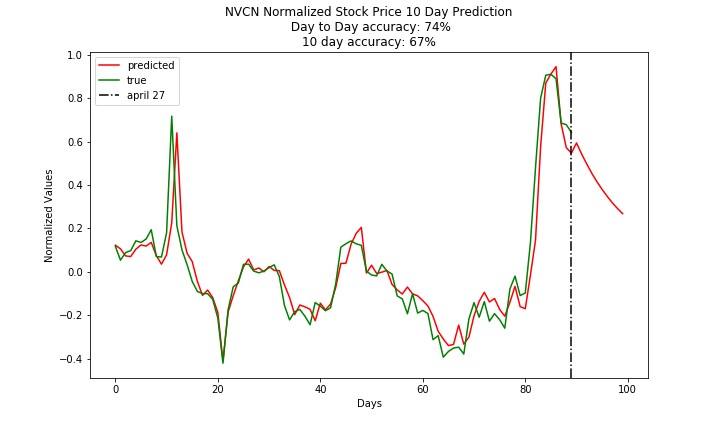 NVCN Normalized Stock Price 10 Day Prediction
Day to Day accuracy: 74%
10 day accuracy: 67%
predicted
true
april 27
Normalized Values
1.0
0.8
0.6
0.4
0.2
0.0
−0.2
−0.4
0 20 40 60 80 100
Days